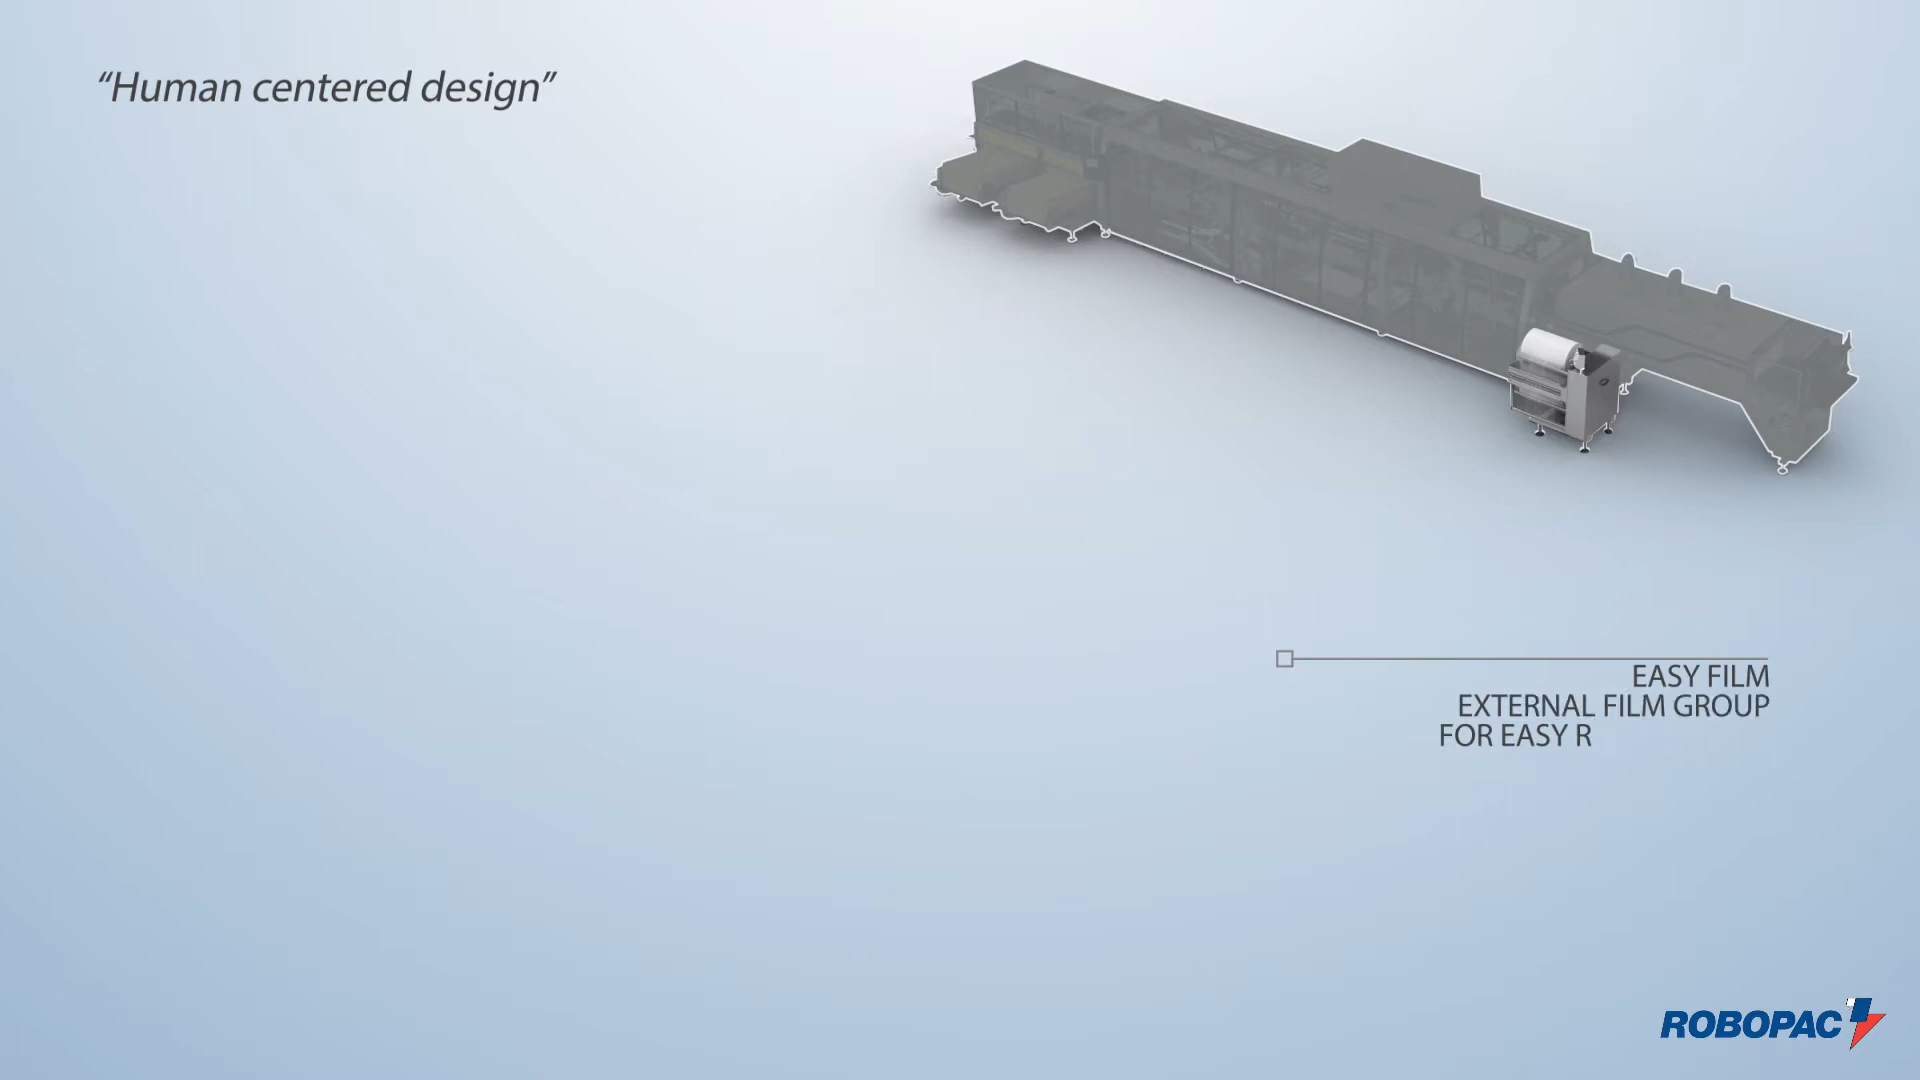 “Human centered design”
EASY FILM
EXTERNAL FILM GROUP
FOR EASY R
ROBOPAC